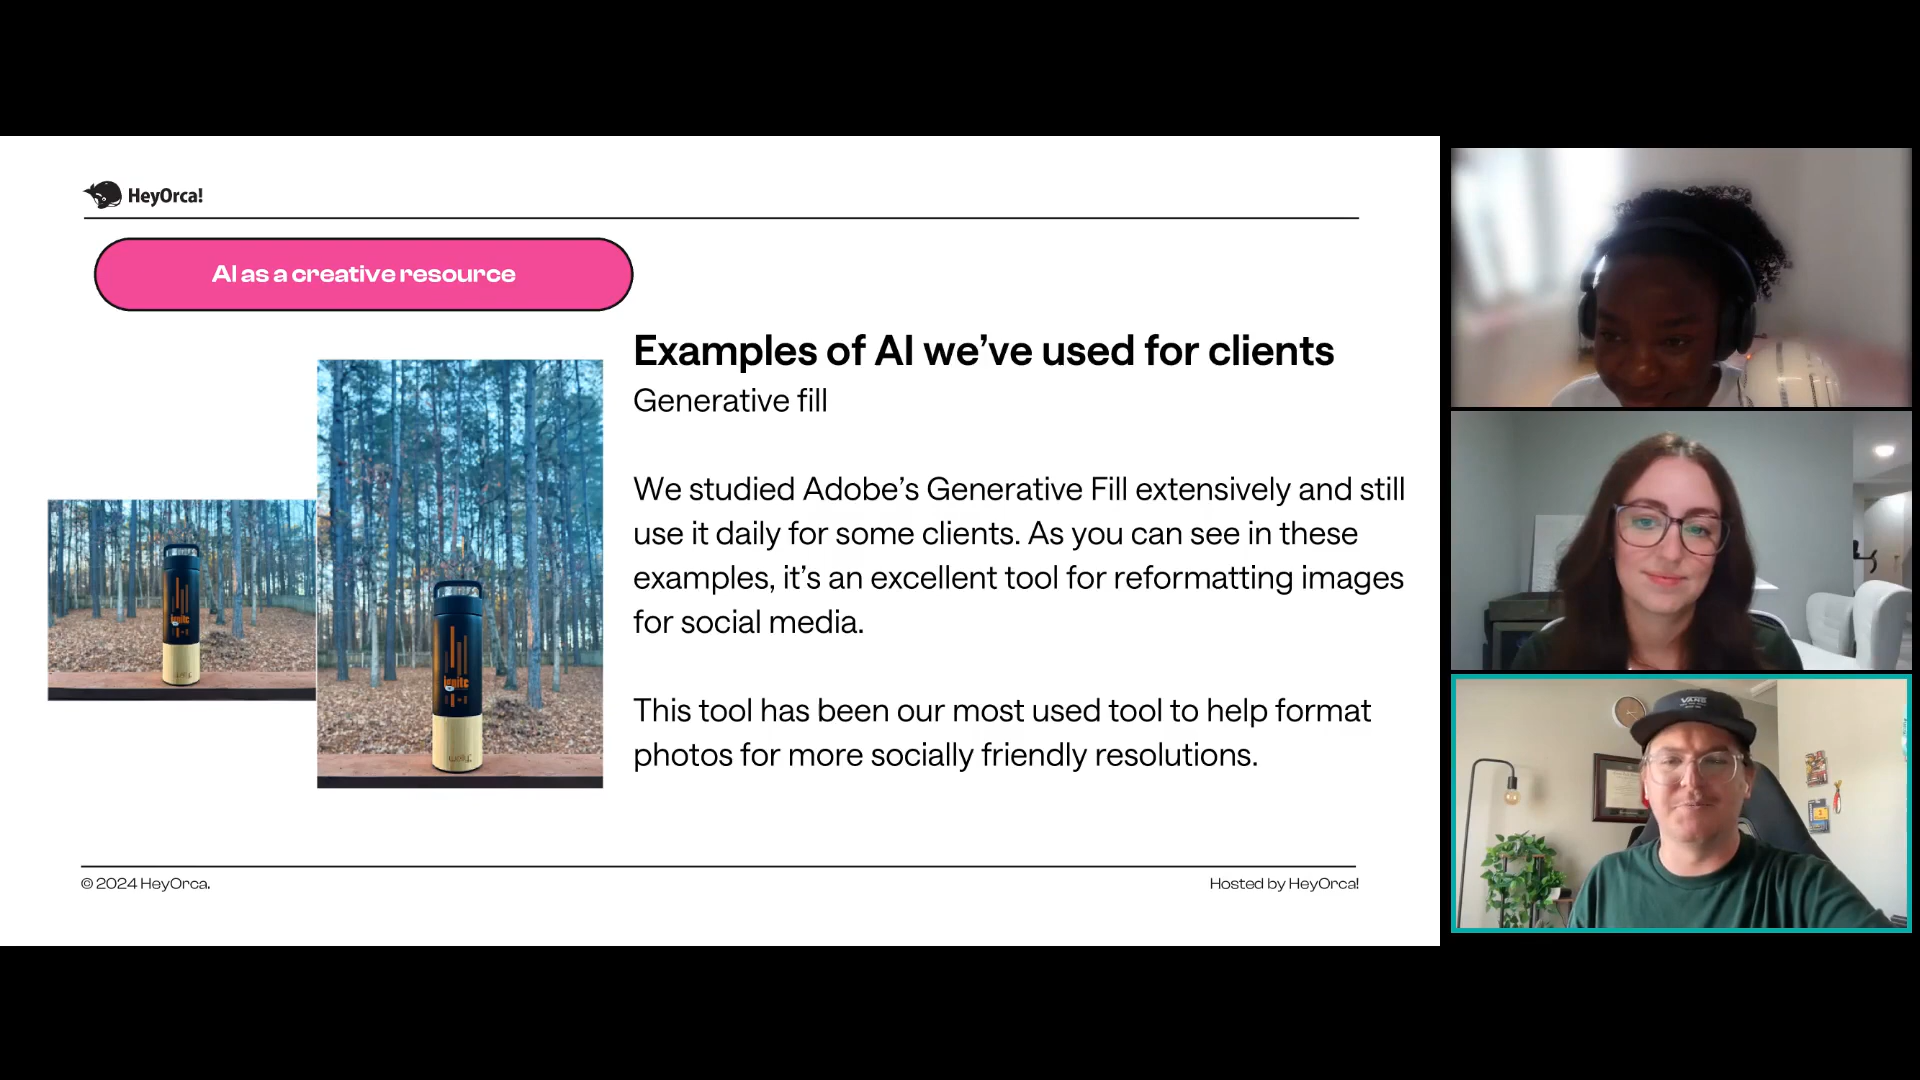 HeyOrca!
AI as a creative resource
Examples of AI we’ve used for clients
Generative fill
We studied Adobe’s Generative Fill extensively and still
use it daily for some clients. As you can see in these
examples, it’s an excellent tool for reformatting images
for social media.
This tool has been our most used tool to help format
photos for more socially friendly resolutions.
ignite
ignite
© 2024 HeyOrca.
Hosted by HeyOrca!
VANS